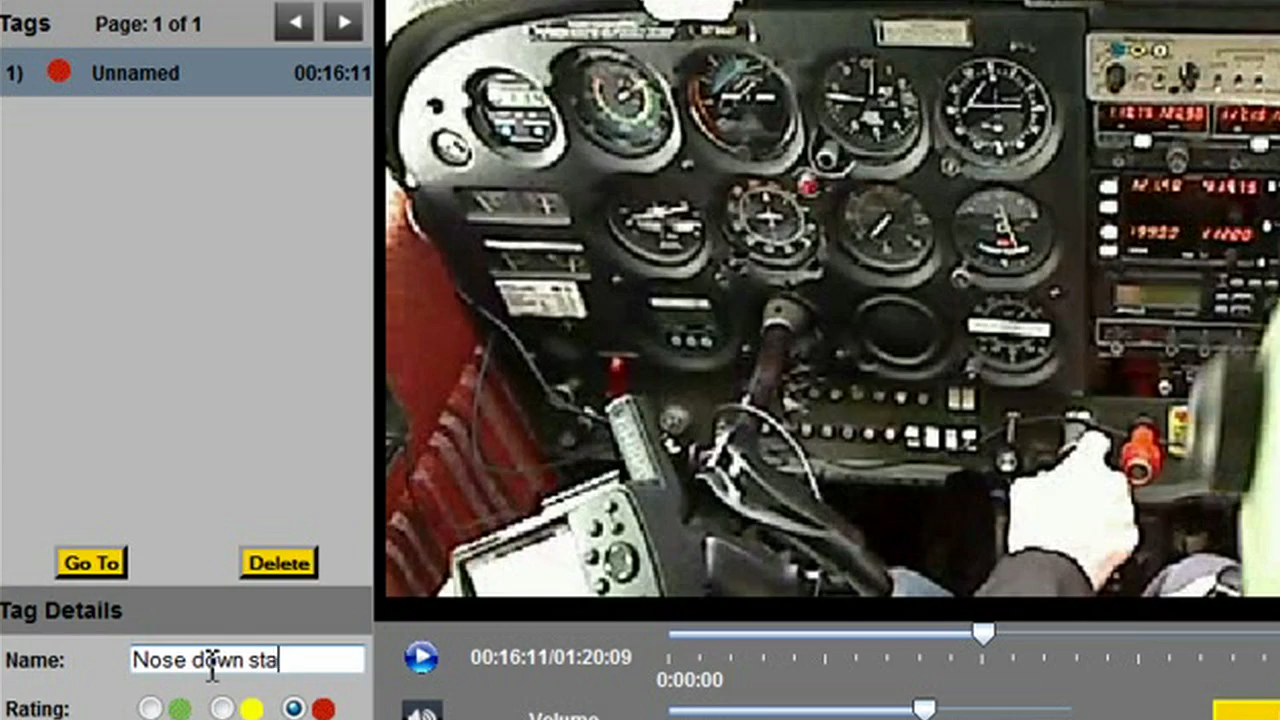 Tags Page: 1 of 1
1) Unnamed 00:16:11
Go To Delete
Tag Details
Name: Nose down sta
Rating:
00:16:11/01:20:09
0:00:00
Volume